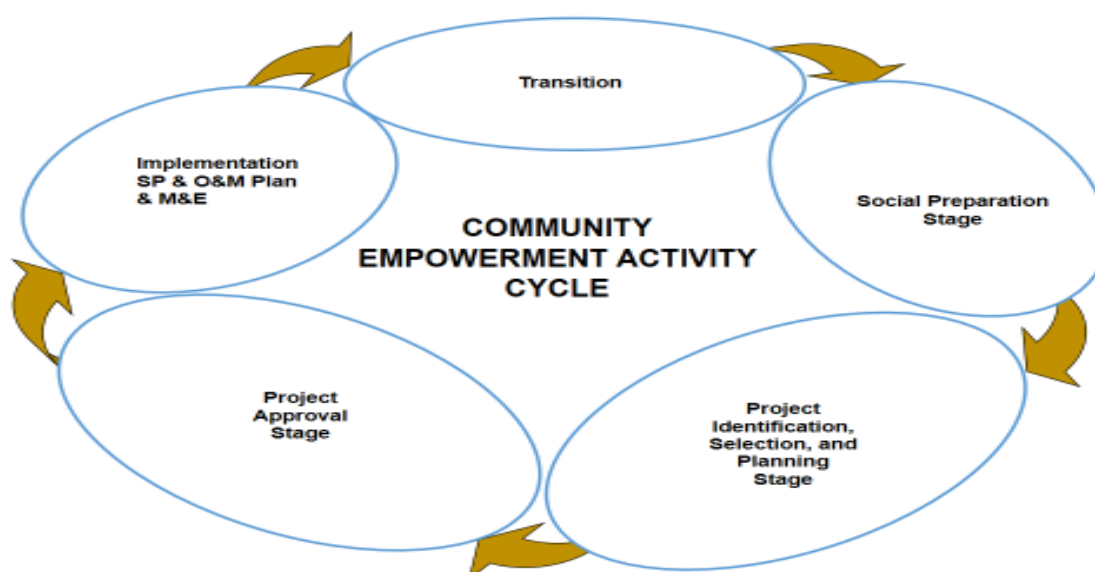 Transition
Implementation
SP & O&M Plan
& M&E
Social Preparation
Stage
COMMUNITY
EMPOWERMENT ACTIVITY
CYCLE
Project
Approval
Stage
Project
Identification,
Selection, and
Planning
Stage